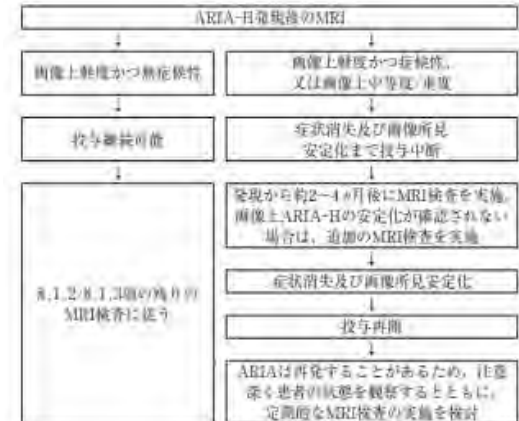 ARIA-H発現後のMRI
画像上軽度かつ無症候性
画像上軽度かつ症候性、
又は画像上中等度/重度
投与継続可能
症状消失及び画像所見
安定化まで投与中断
発現から約2〜4ヵ月後にMRI検査を実施。
画像上ARIA-Hの安定化が確認されない
場合は、追加のMRI検査を実施
8.1.2/8.1.3項の残りの
MRI検査に従う
症状消失及び画像所見安定化
投与再開
ARIAは再発することがあるため、注意
深く患者の状態を観察するとともに、
定期的なMRI検査の実施を検討